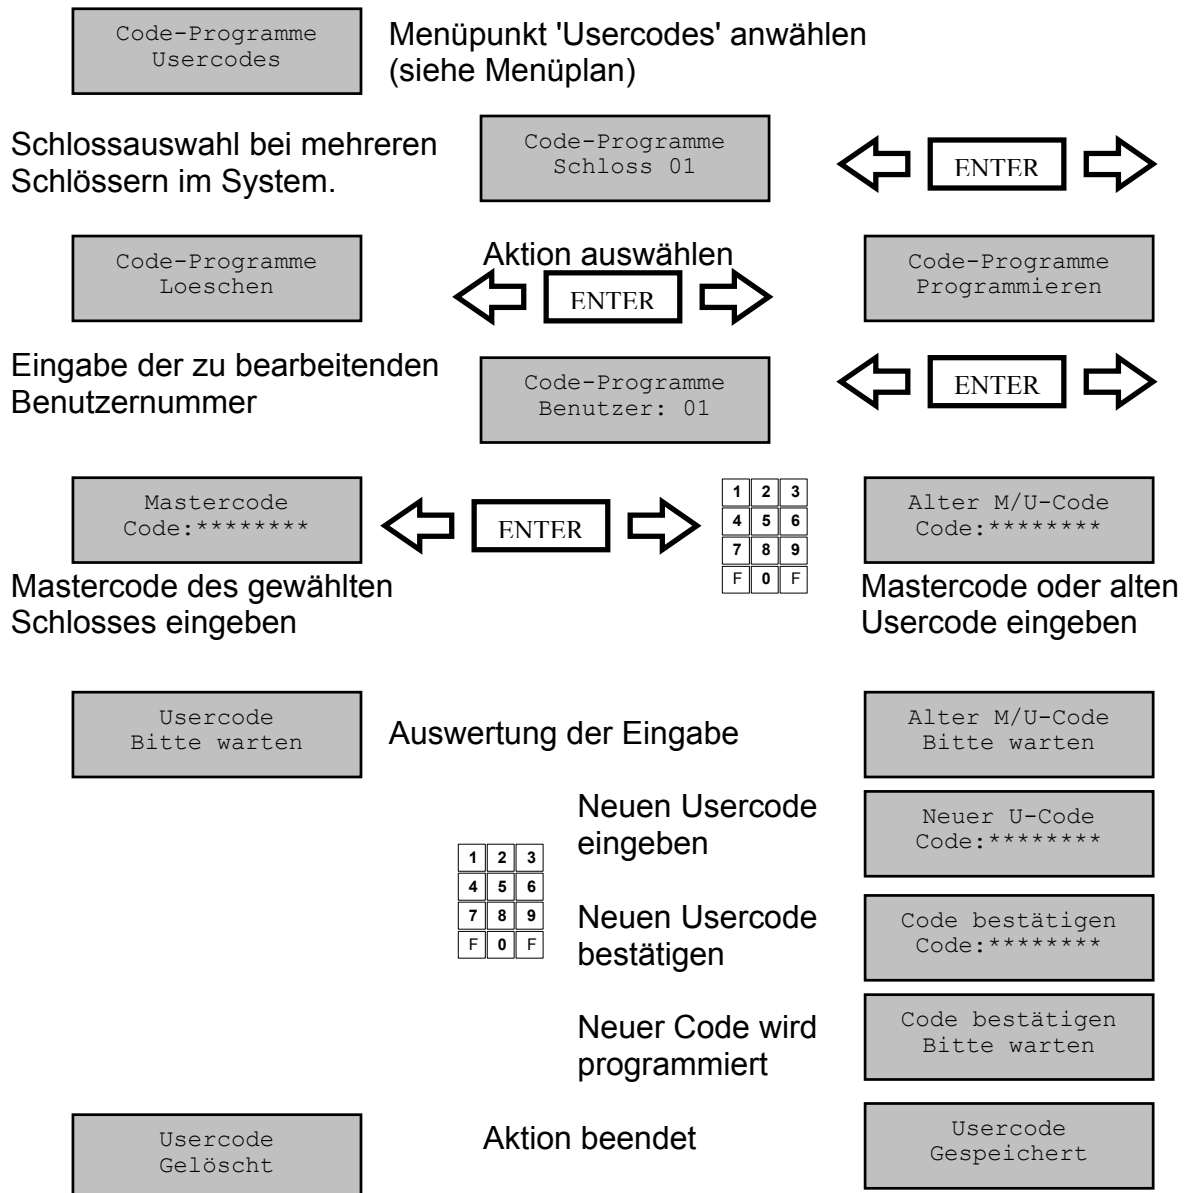 Code-Programme
Usercodes
Menüpunkt 'Usercodes' anwählen
(siehe Menüplan)
Schlossauswahl bei mehreren
Schlössern im System.
Code-Programme
Schloss 01
ENTER
Code-Programme
Loeschen
Aktion auswählen
ENTER
Code-Programme
Programmieren
Eingabe der zu bearbeitenden
Benutzernummer
Code-Programme
Benutzer: 01
ENTER
Mastercode
Code:********
ENTER
1 2 3
4 5 6
7 8 9
F 0 F
Alter M/U-Code
Code:********
Mastercode des gewählten
Schlosses eingeben
Mastercode oder alten
Usercode eingeben
Usercode
Bitte warten
Auswertung der Eingabe
Alter M/U-Code
Bitte warten
Neuen Usercode
eingeben
Neuer U-Code
Code:********
1 2 3
4 5 6
7 8 9
F 0 F
Neuen Usercode
bestätigen
Code bestätigen
Code:********
Neuer Code wird
programmiert
Code bestätigen
Bitte warten
Usercode
Gelöscht
Aktion beendet
Usercode
Gespeichert